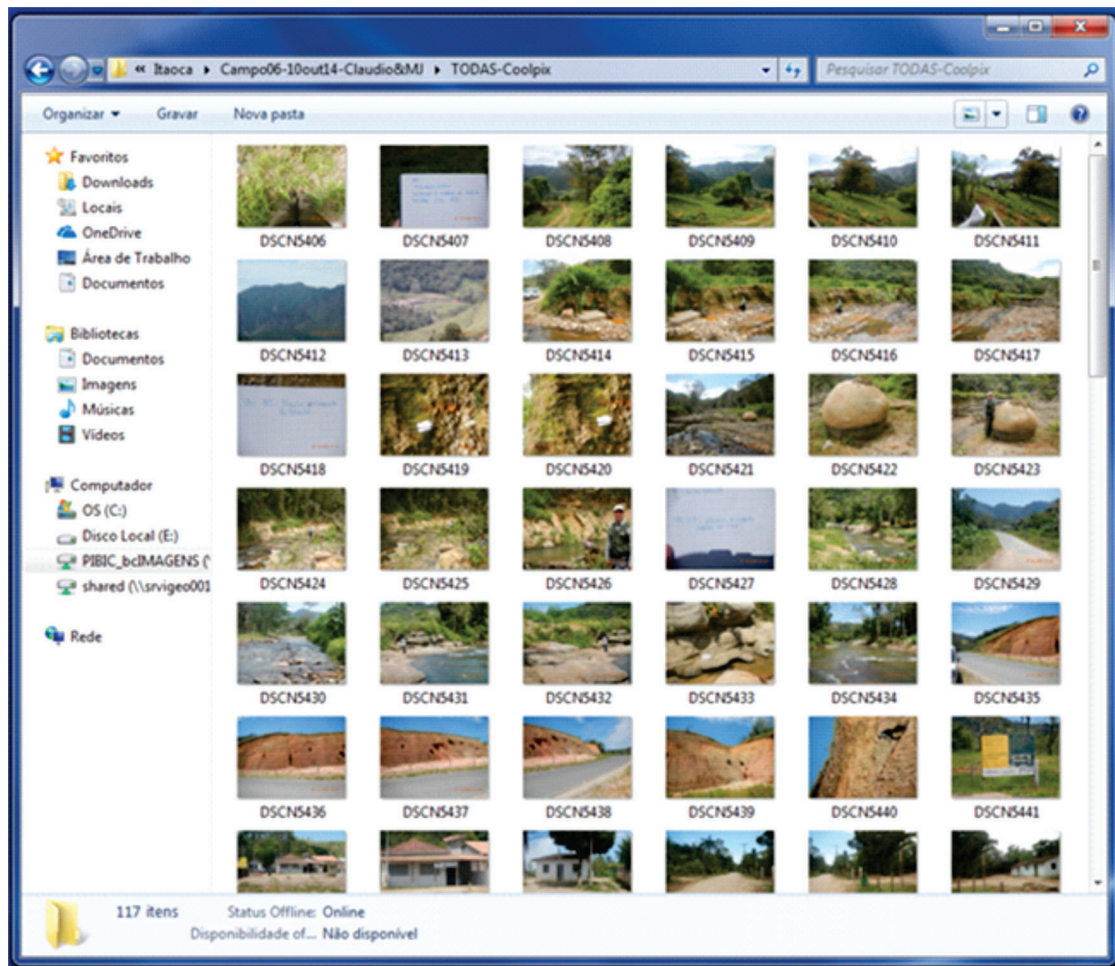 « Itaoca ▸ Campo06-10out14-Claudio&MJ ▸ TODAS-Coolpix
Pesquisar TODAS-Coolpix
Organizar Gravar Nova pasta
Favoritos
Downloads
Locais
OneDrive
Área de Trabalho
Documentos
Bibliotecas
Documentos
Imagens
Músicas
Vídeos
Computador
OS (C:)
Disco Local (E:)
PIBIC_bcIMAGENS (\
shared (\\srvigeo001
Rede
DSCN5406 DSCN5407 DSCN5408 DSCN5409 DSCN5410 DSCN5411
DSCN5412 DSCN5413 DSCN5414 DSCN5415 DSCN5416 DSCN5417
DSCN5418 DSCN5419 DSCN5420 DSCN5421 DSCN5422 DSCN5423
DSCN5424 DSCN5425 DSCN5426 DSCN5427 DSCN5428 DSCN5429
DSCN5430 DSCN5431 DSCN5432 DSCN5433 DSCN5434 DSCN5435
DSCN5436 DSCN5437 DSCN5438 DSCN5439 DSCN5440 DSCN5441
117 itens Status Offline: Online
Disponibilidade of... Não disponível